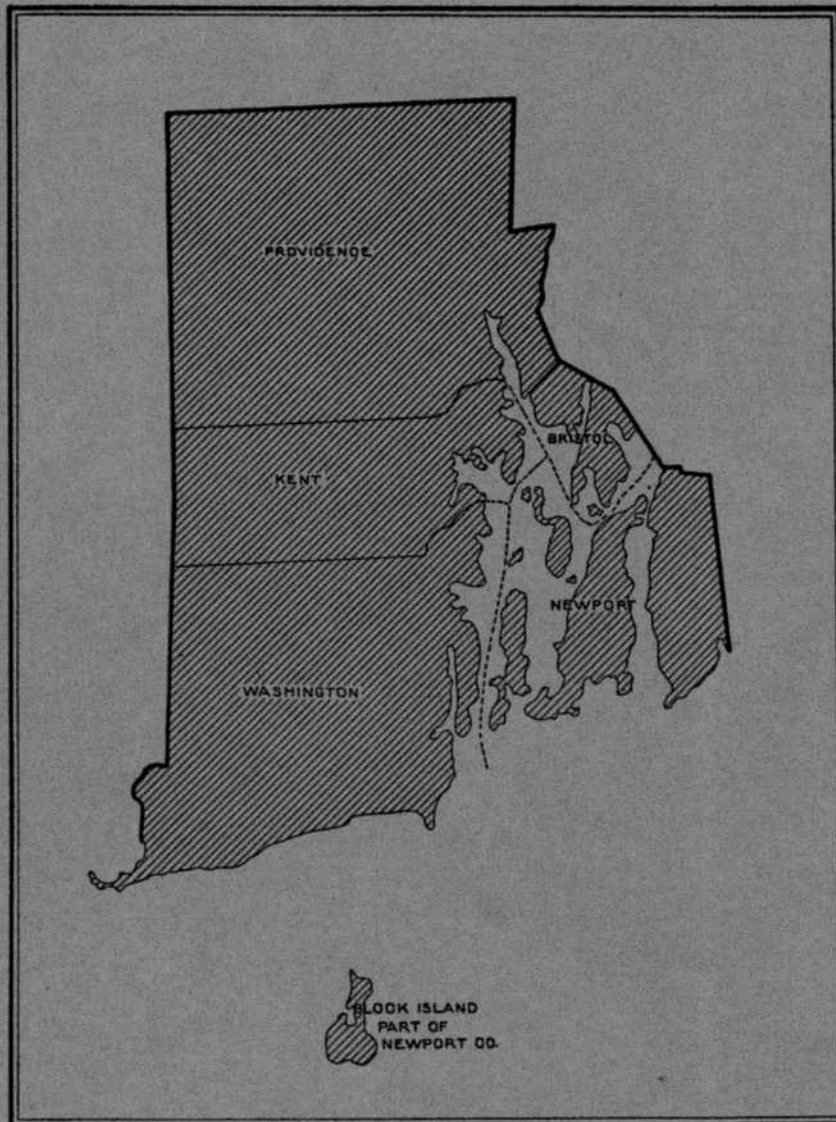 PROVIDENCE
BRISTOL
KENT
NEWPORT
WASHINGTON
BLOCK ISLAND
PART OF
NEWPORT CO.